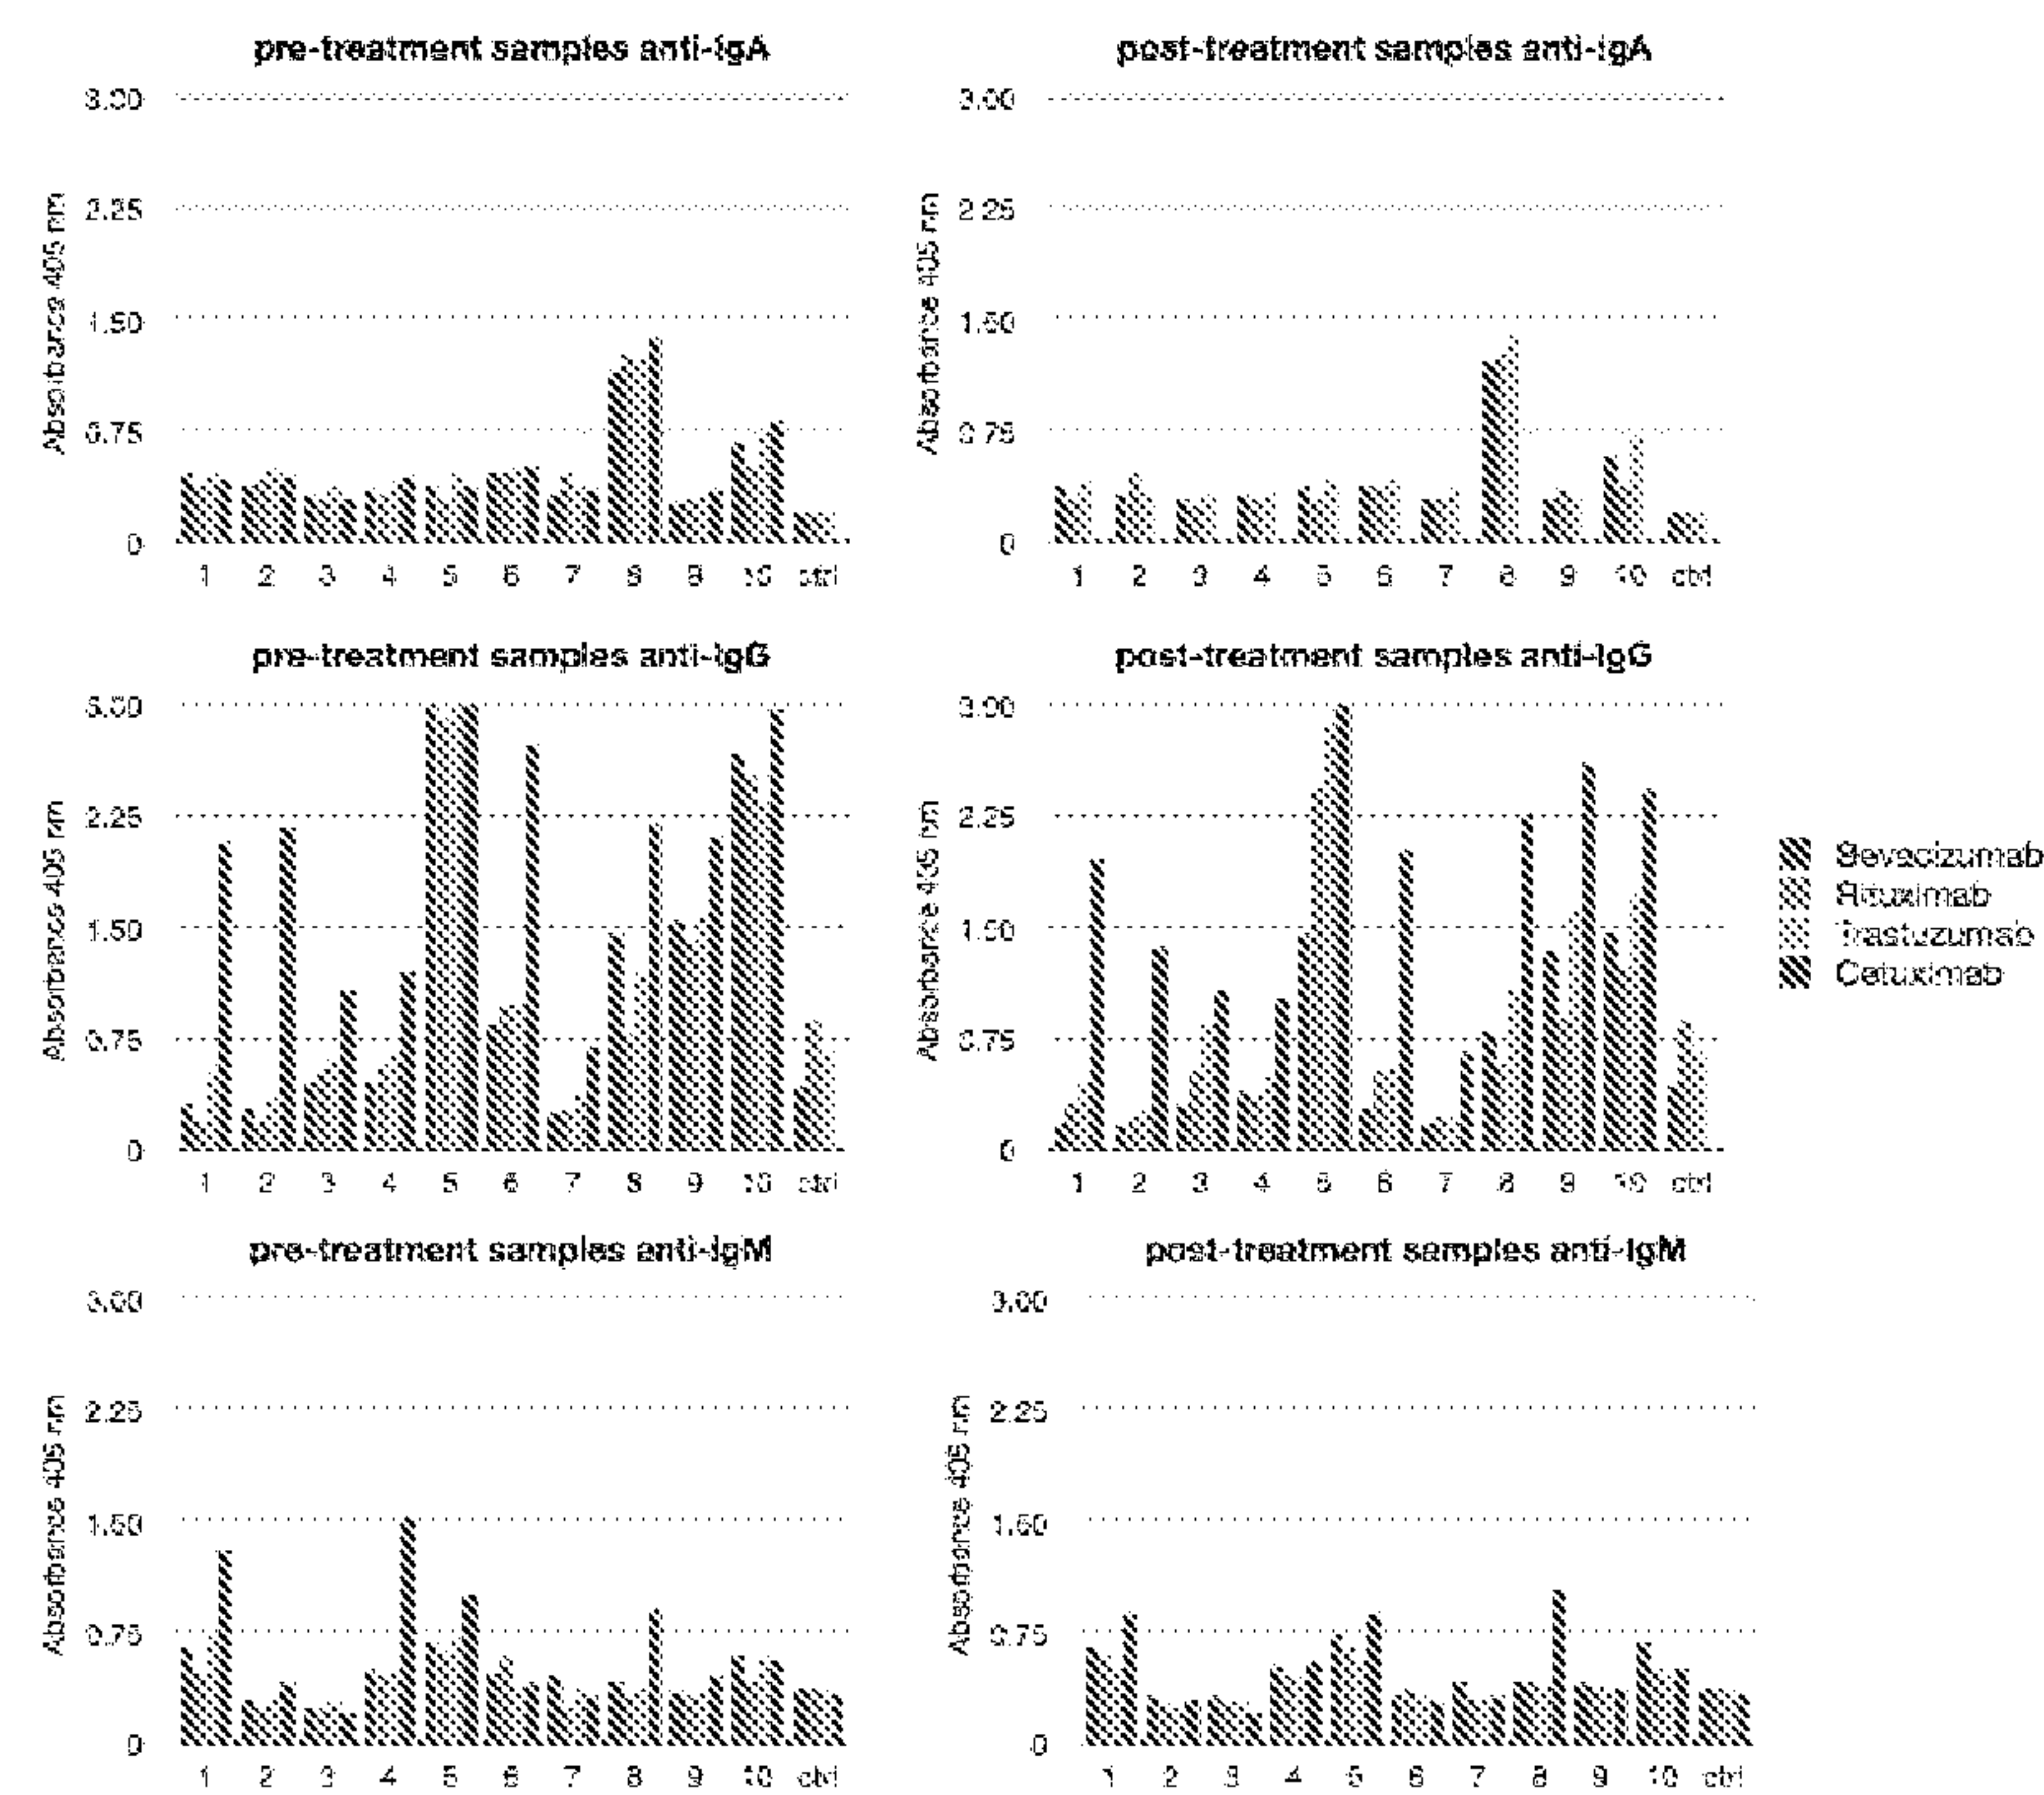 pre-treatment samples anti-IgA
Absorbance 405 nm
3.00
2.25
1.50
0.75
0
1 2 3 4 5 6 7 8 9 10 ctrl
post-treatment samples anti-IgA
Absorbance 405 nm
3.00
2.25
1.50
0.75
0
1 2 3 4 5 6 7 8 9 10 ctrl
pre-treatment samples anti-IgG
Absorbance 405 nm
3.00
2.25
1.50
0.75
0
1 2 3 4 5 6 7 8 9 10 ctrl
post-treatment samples anti-IgG
Absorbance 405 nm
3.00
2.25
1.50
0.75
0
1 2 3 4 5 6 7 8 9 10 ctrl
Bevacizumab
Rituximab
Trastuzumab
Cetuximab
pre-treatment samples anti-IgM
Absorbance 405 nm
3.00
2.25
1.50
0.75
0
1 2 3 4 5 6 7 8 9 10 ctrl
post-treatment samples anti-IgM
Absorbance 405 nm
3.00
2.25
1.50
0.75
0
1 2 3 4 5 6 7 8 9 10 ctrl